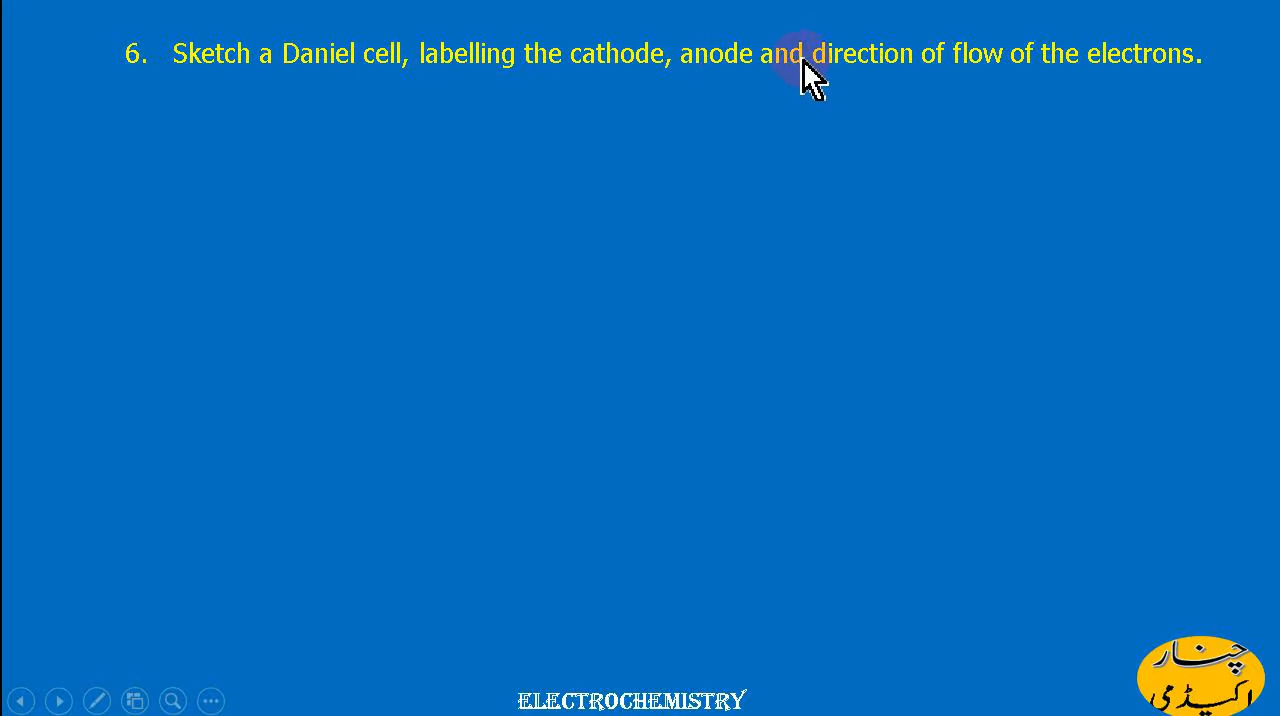 6. Sketch a Daniel cell, labelling the cathode, anode and direction of flow of the electrons.
ELECTROCHEMISTRY
چنار
اکیڈمی